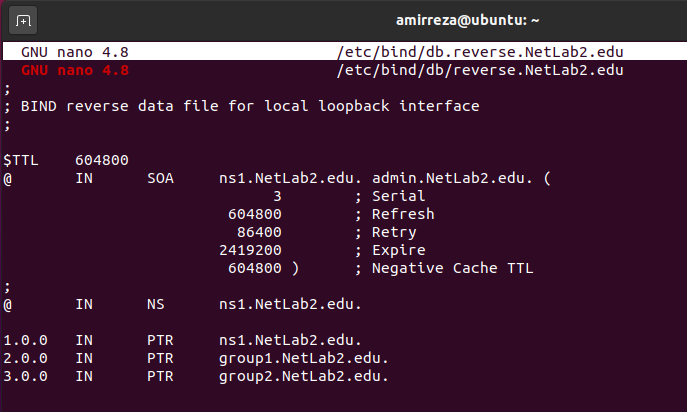 amirreza@ubuntu: ~
GNU nano 4.8 /etc/bind/db.reverse.NetLab2.edu
GNU nano 4.8 /etc/bind/db/reverse.NetLab2.edu
;
; BIND reverse data file for local loopback interface
;
$TTL 604800
@ IN SOA ns1.NetLab2.edu. admin.NetLab2.edu. (
3 ; Serial
604800 ; Refresh
86400 ; Retry
2419200 ; Expire
604800 ) ; Negative Cache TTL
;
@ IN NS ns1.NetLab2.edu.
1.0.0 IN PTR ns1.NetLab2.edu.
2.0.0 IN PTR group1.NetLab2.edu.
3.0.0 IN PTR group2.NetLab2.edu.